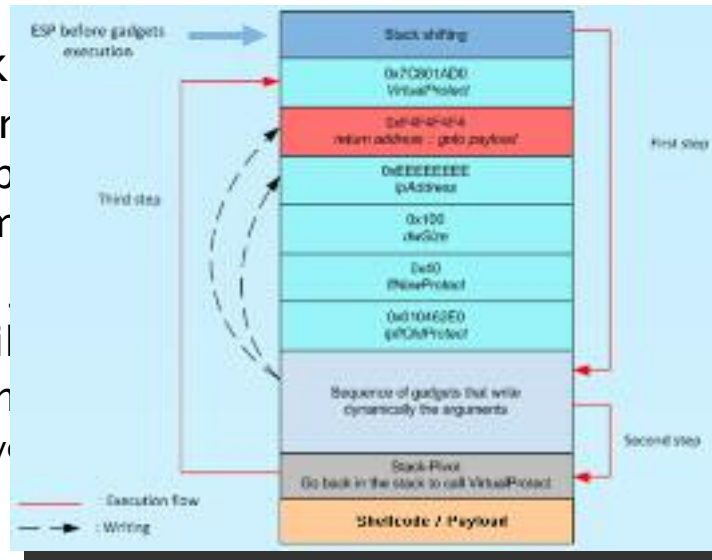 ESP before gadgets
execution
Stack shifting
0x7C801AD0
VirtualProtect
0xF4F4F4F4
return address : goto payload
First step
0xEEEEEEEE
lpAddress
Third step
0x100
dwSize
0x40
flNewProtect
0x010462E0
lpflOldProtect
Sequence of gadgets that write
dynamically the arguments
Second step
Stack-Pivot
Go back in the stack to call VirtualProtect
: Execution flow
: Writing
Shellcode / Payload